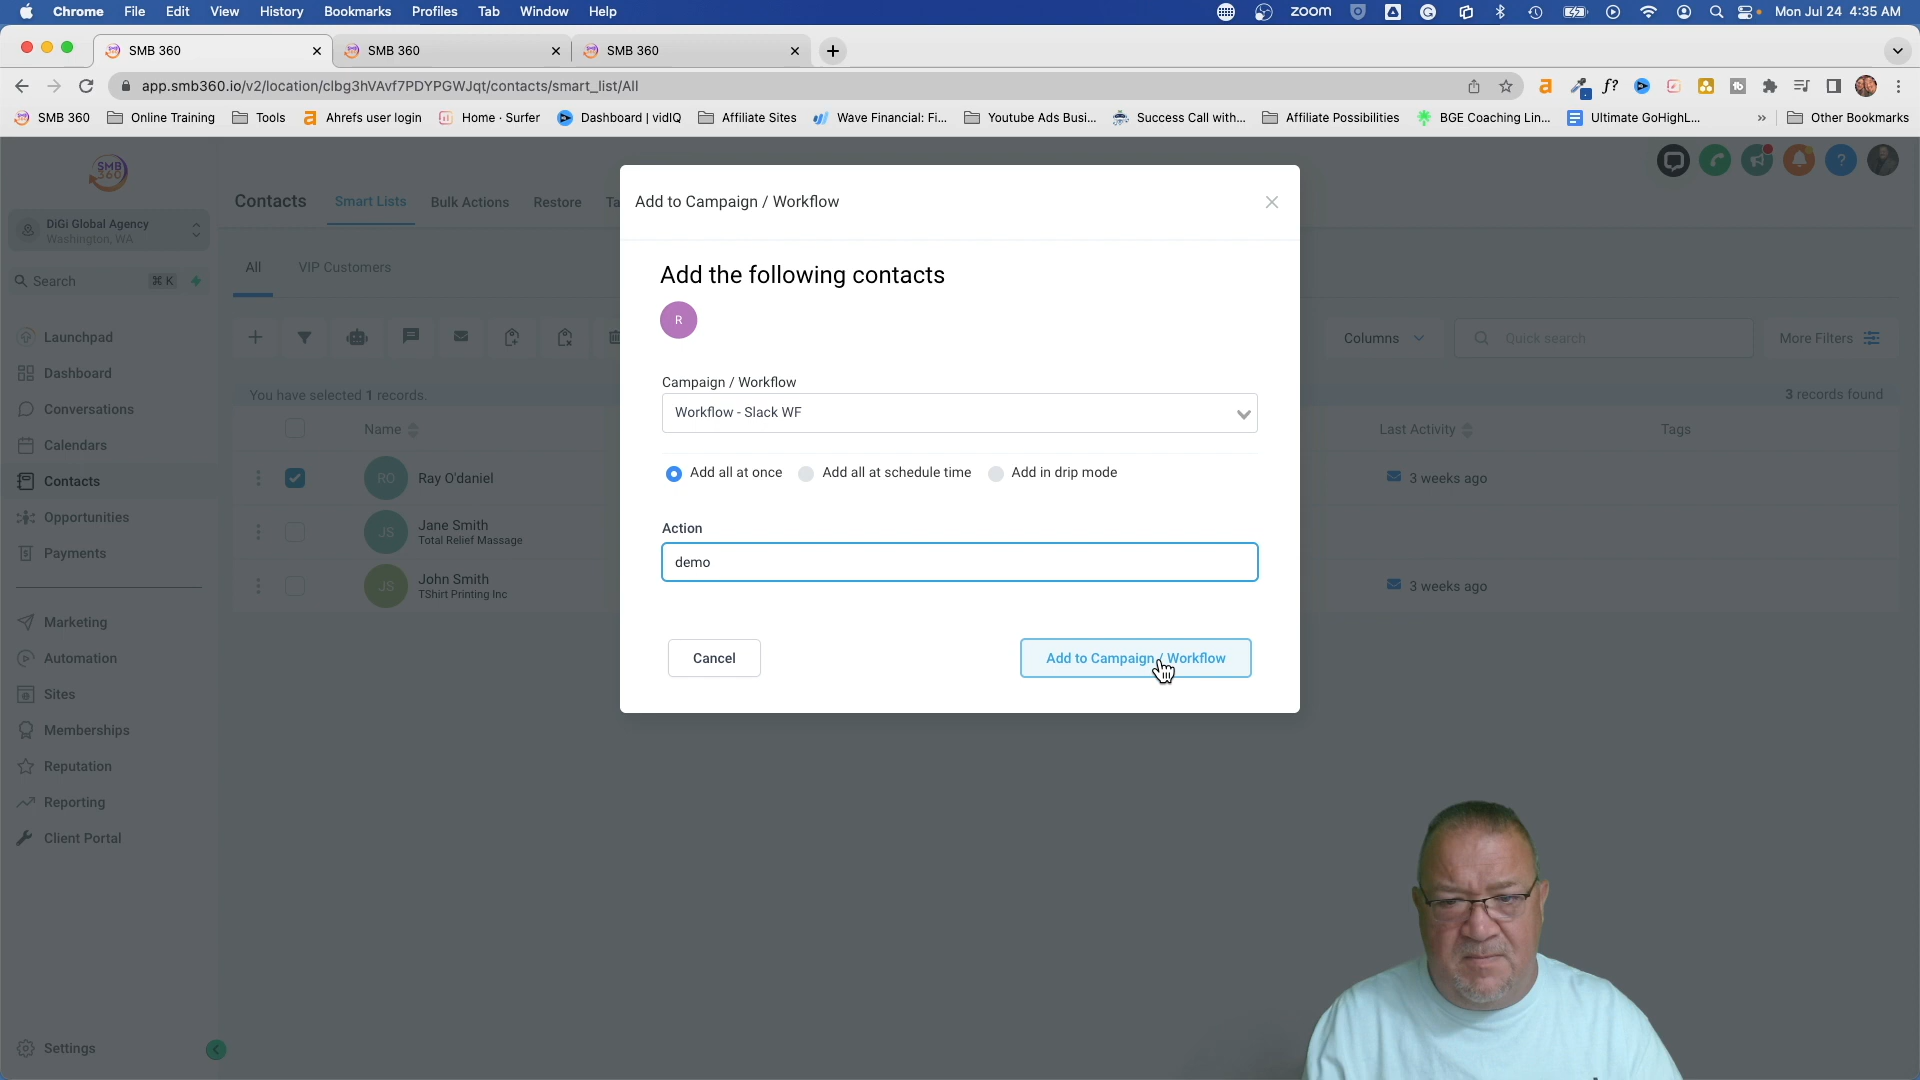 Chrome File Edit View History Bookmarks Profiles Tab Window Help zoom Mon Jul 24 4:35 AM
SMB 360 SMB 360 SMB 360
app.smb360.io/v2/location/clbg3hVAvf7PDYPGWJqt/contacts/smart_list/All f?
SMB 360 Online Training Tools Ahrefs user login Home · Surfer Dashboard | vidIQ Affiliate Sites Wave Financial: Fi... Youtube Ads Busi... Success Call with... Affiliate Possibilities BGE Coaching Lin... Ultimate GoHighL... » Other Bookmarks
SMB
360
DiGi Global Agency
Washington, WA
Search ⌘ K
Launchpad
Dashboard
Conversations
Calendars
Contacts
Opportunities
Payments
Marketing
Automation
Sites
Memberships
Reputation
Reporting
Client Portal
Settings
Contacts Smart Lists Bulk Actions Restore Ta
All VIP Customers
Columns Quick search More Filters
You have selected 1 records. 3 records found
Name Last Activity Tags
RO Ray O'daniel 3 weeks ago
JS Jane Smith
Total Relief Massage
JS John Smith 3 weeks ago
TShirt Printing Inc
Add to Campaign / Workflow
Add the following contacts
R
Campaign / Workflow
Workflow - Slack WF
Add all at once Add all at schedule time Add in drip mode
Action
demo
Cancel Add to Campaign / Workflow